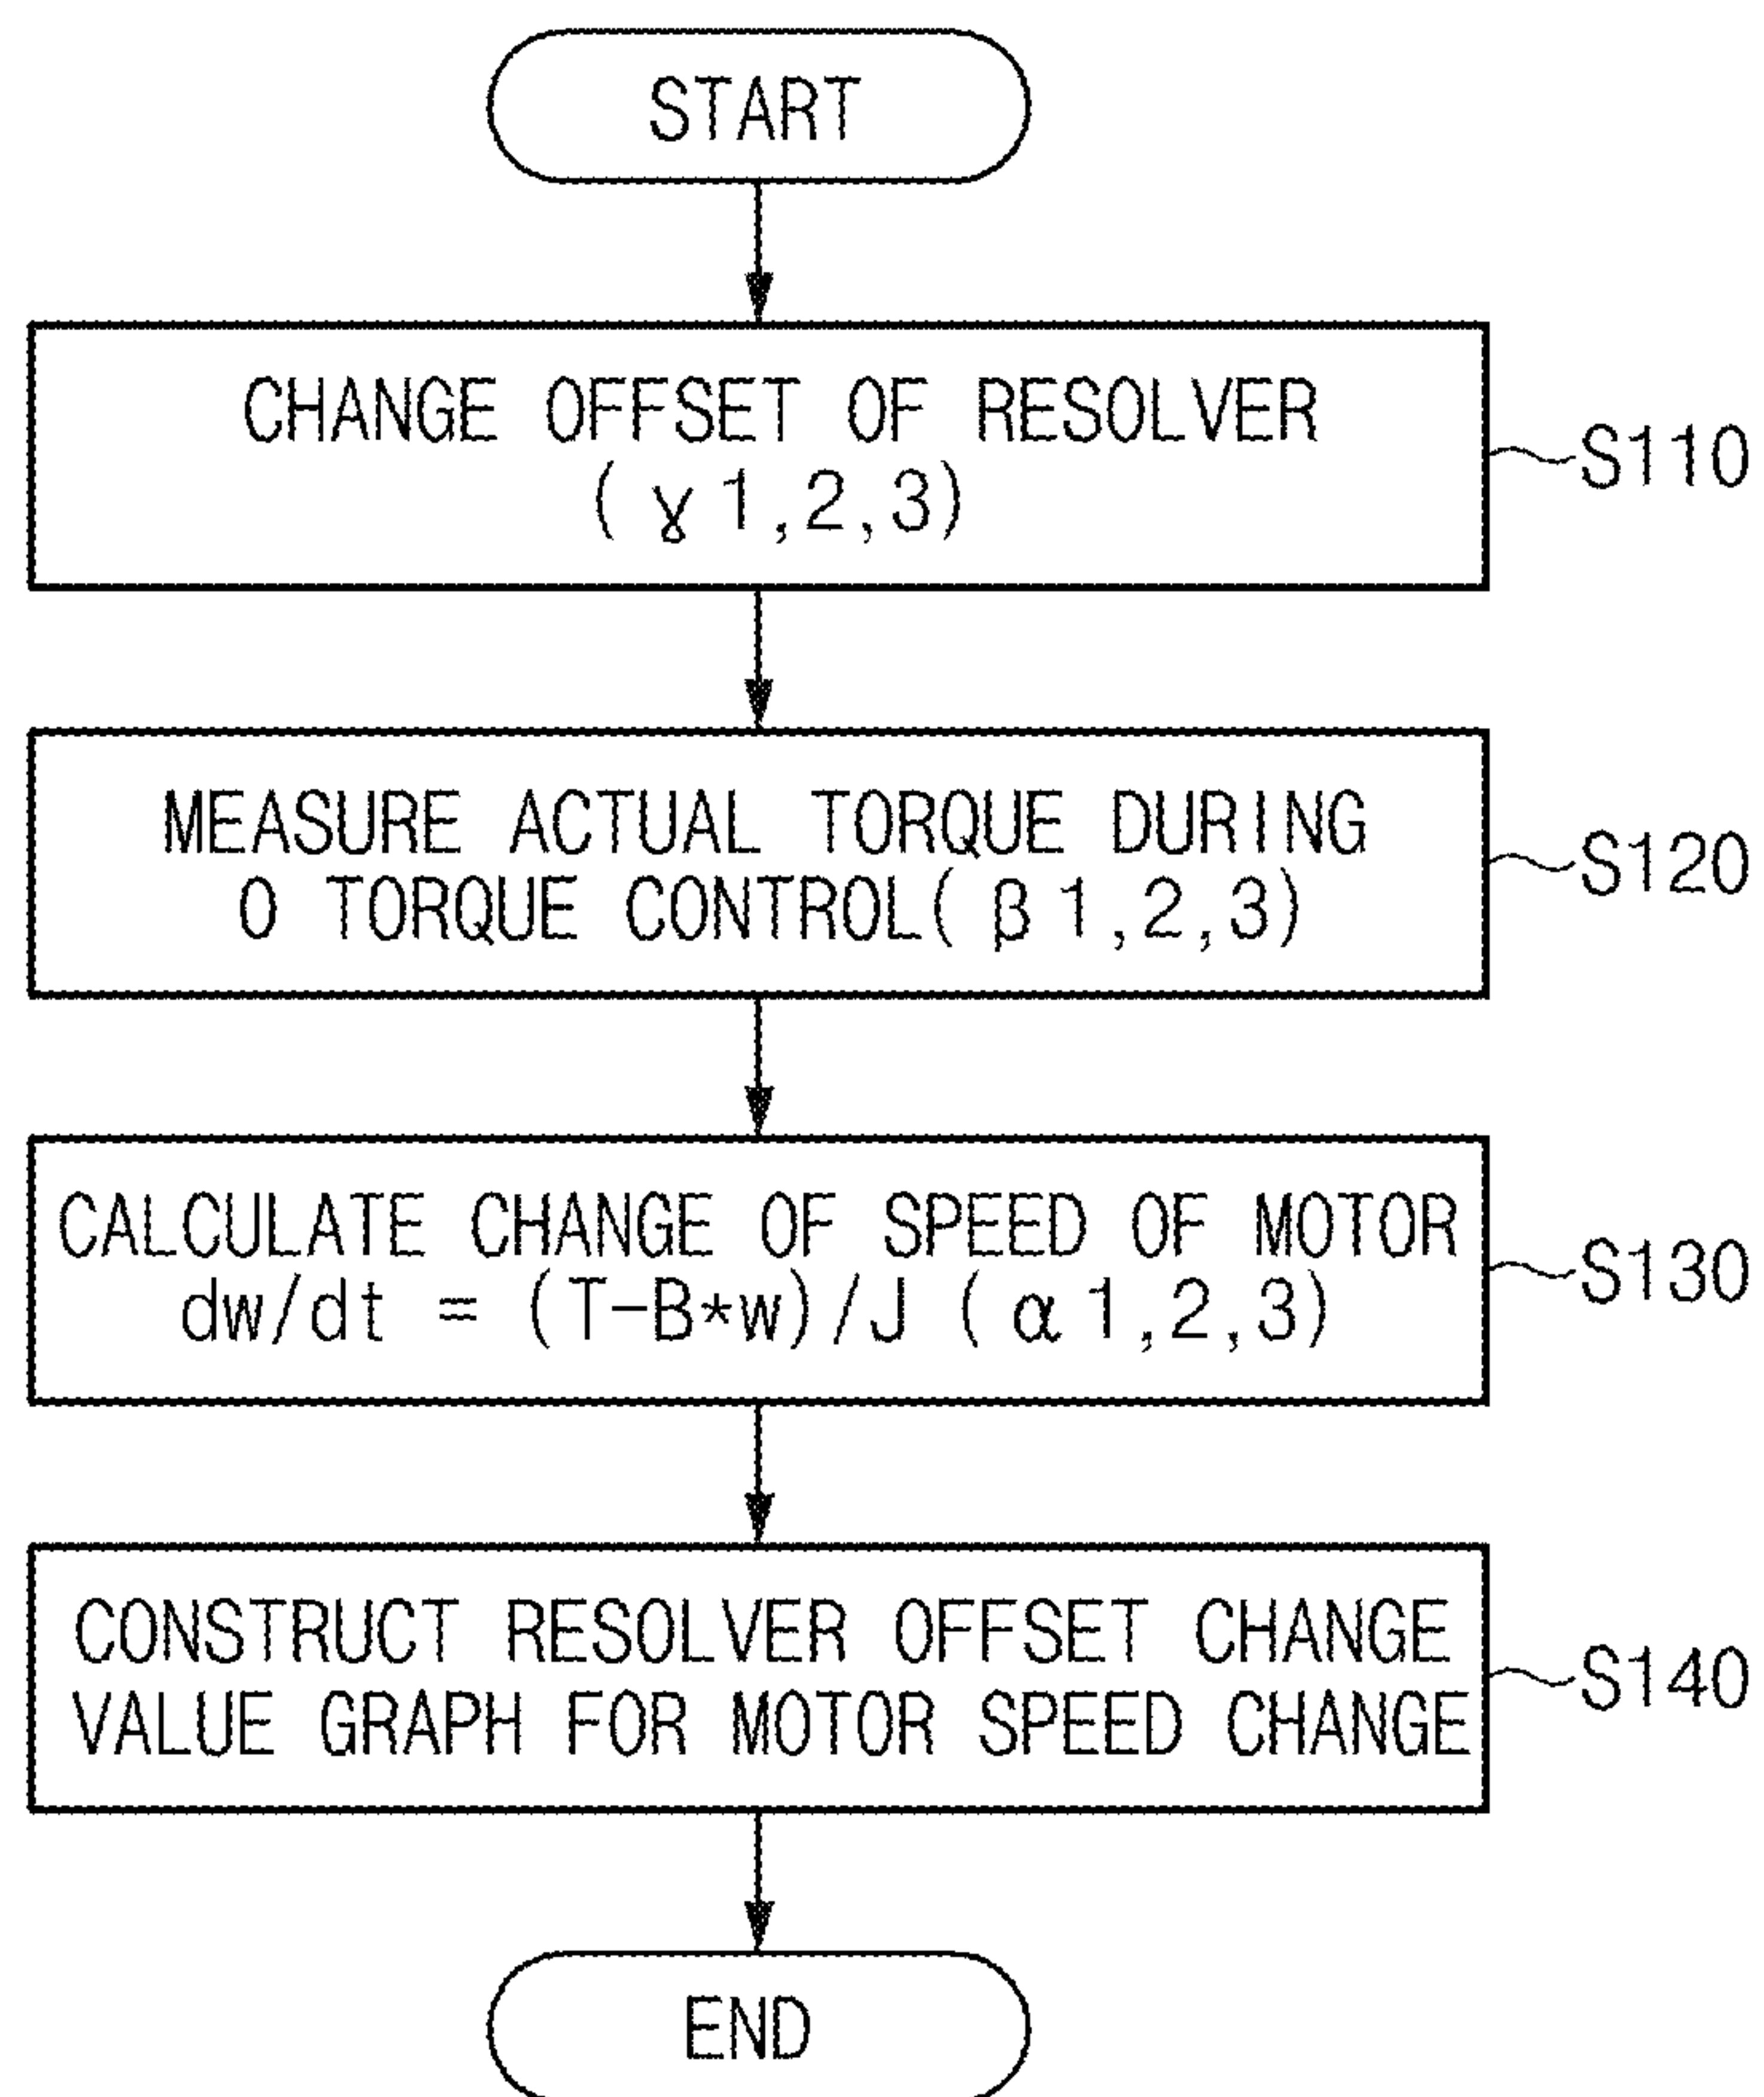 START
CHANGE OFFSET OF RESOLVER
(γ1,2,3)
S110
MEASURE ACTUAL TORQUE DURING
0 TORQUE CONTROL(β1,2,3)
S120
CALCULATE CHANGE OF SPEED OF MOTOR
dw/dt = (T-B*w)/J (α1,2,3)
S130
CONSTRUCT RESOLVER OFFSET CHANGE
VALUE GRAPH FOR MOTOR SPEED CHANGE
S140
END